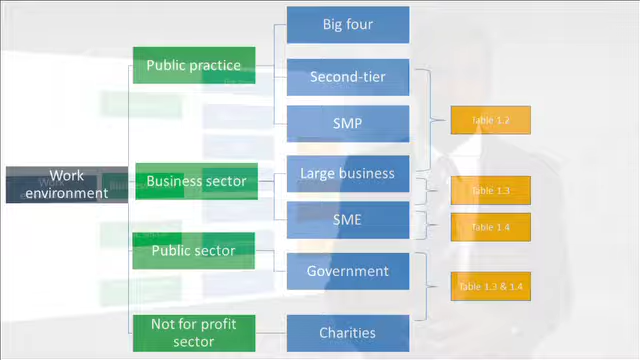 Work
environment
Public practice
Business sector
Public sector
Not for profit
sector
Big four
Second-tier
SMP
Large business
SME
Government
Charities
Table 1.2
Table 1.3
Table 1.4
Table 1.3 & 1.4